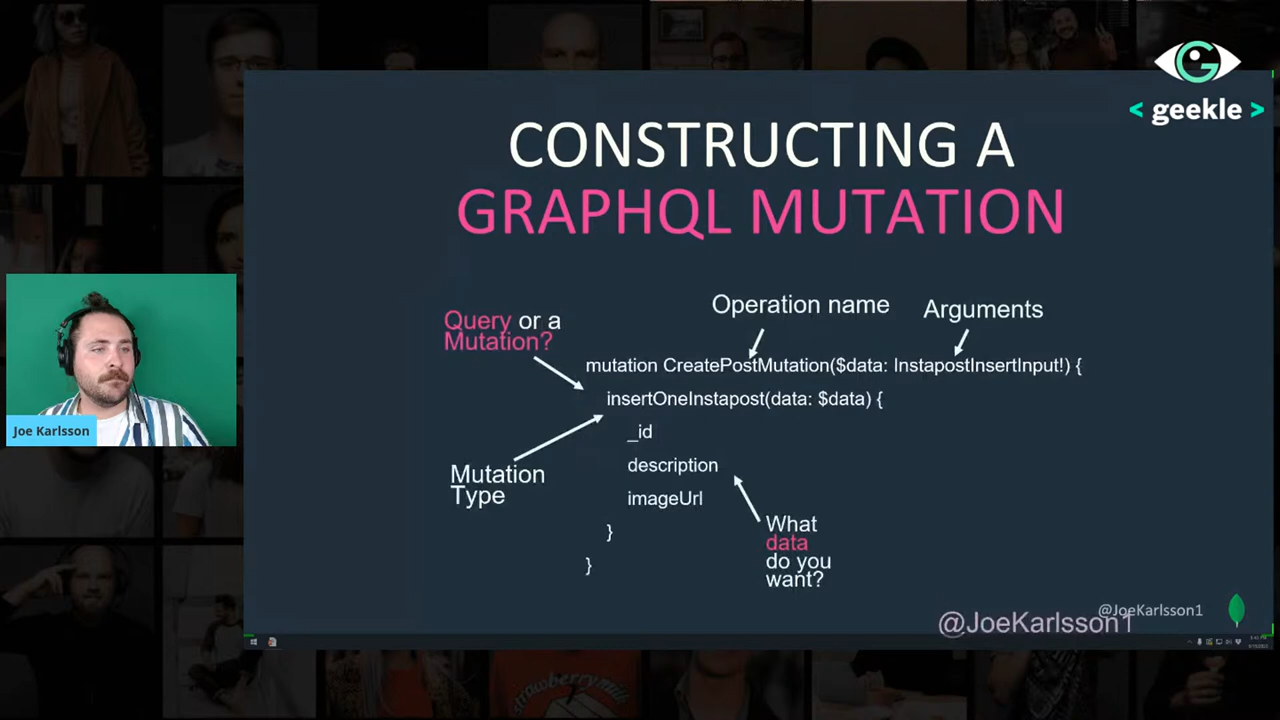 < geekle >
CONSTRUCTING A
GRAPHQL MUTATION
Operation name
Arguments
Query or a
Mutation?
mutation CreatePostMutation($data: InstapostInsertInput!) {
insertOneInstapost(data: $data) {
_id
description
imageUrl
}
}
Mutation
Type
What
data
do you
want?
Joe Karlsson
@JoeKarlsson1
@JoeKarlsson1